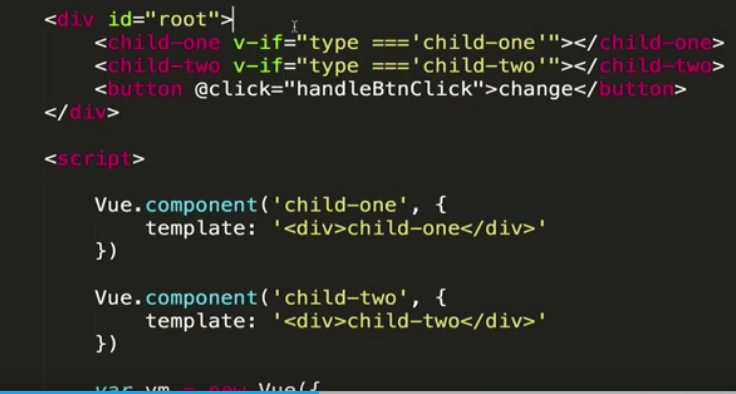 <div id="root">
<child-one v-if="type ==='child-one'"></child-one>
<child-two v-if="type ==='child-two'"></child-two>
<button @click="handleBtnClick">change</button>
</div>
<script>
Vue.component('child-one', {
template: '<div>child-one</div>'
})
Vue.component('child-two', {
template: '<div>child-two</div>'
})
var vm = new Vue({